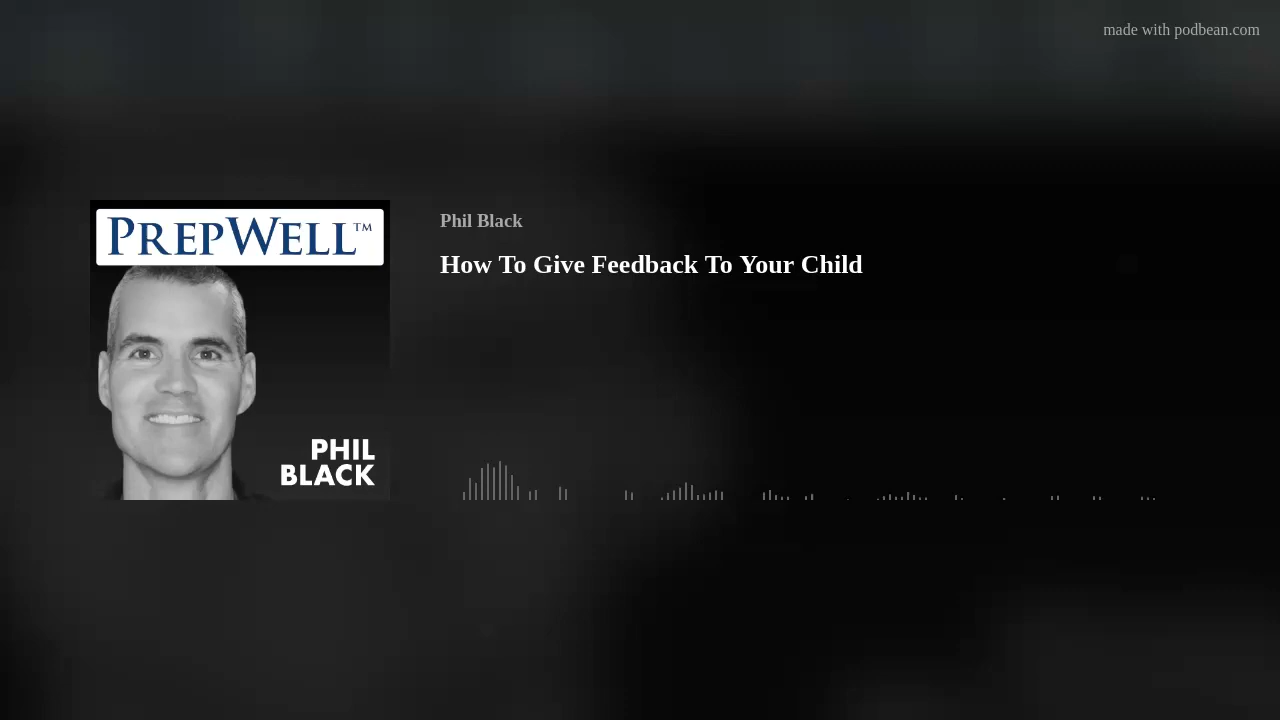 made with podbean.com
PREPWELL™
Phil Black
How To Give Feedback To Your Child
PHIL
BLACK